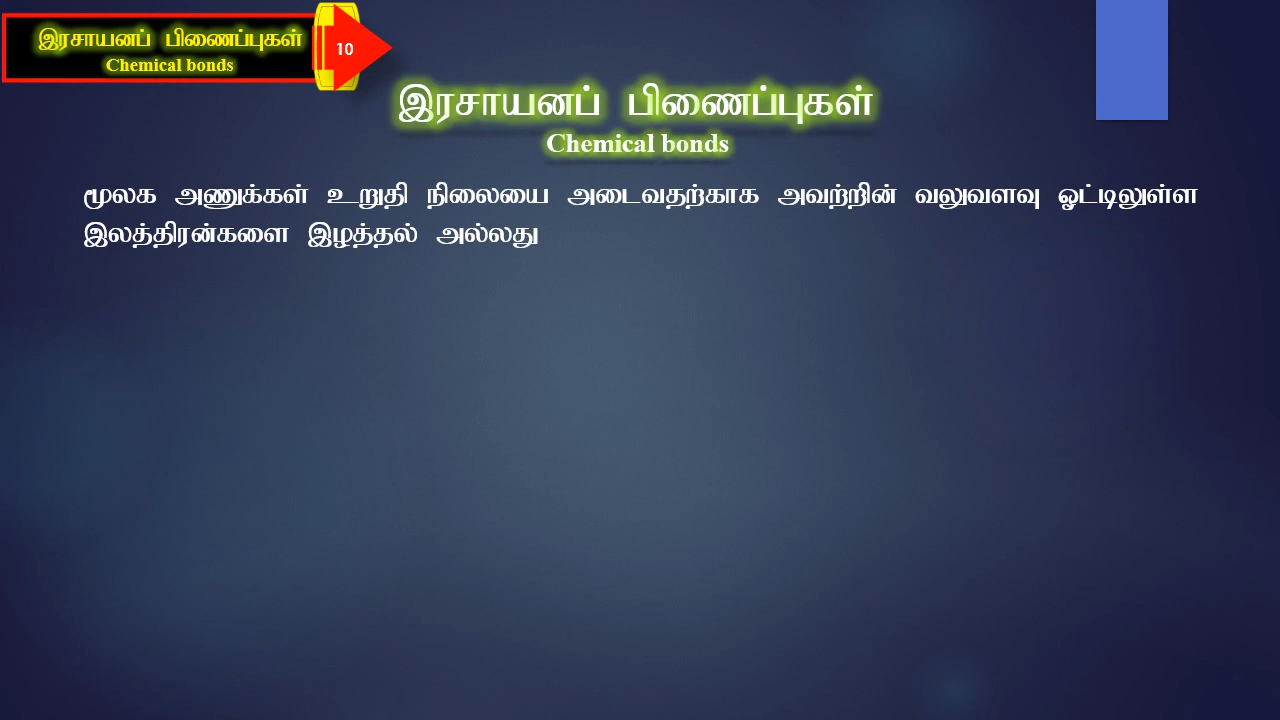 இரசாயனப் பிணைப்புகள்
Chemical bonds
10
இரசாயனப் பிணைப்புகள்
Chemical bonds
மூலக அணுக்கள் உறுதி நிலையை அடைவதற்காக அவற்றின் வலுவளவு ஓட்டிலுள்ள
இலத்திரன்களை இழத்தல் அல்லது